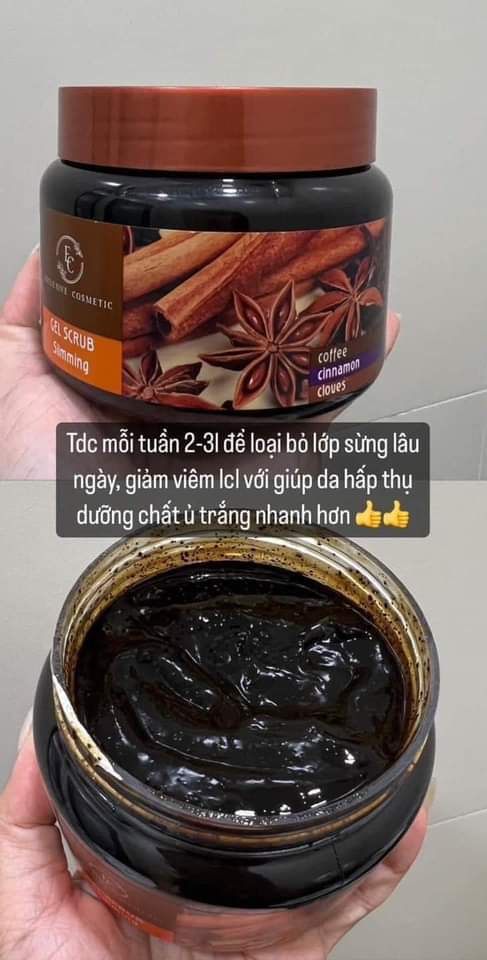 EC
EXCLUSIVE COSMETIC
GEL SCRUB
Slimming
coffee
cinnamon
cloves
Tdc mỗi tuần 2-3l để loại bỏ lớp sừng lâu
ngày, giảm viêm lcl với giúp da hấp thụ
dưỡng chất ủ trắng nhanh hơn 👍👍